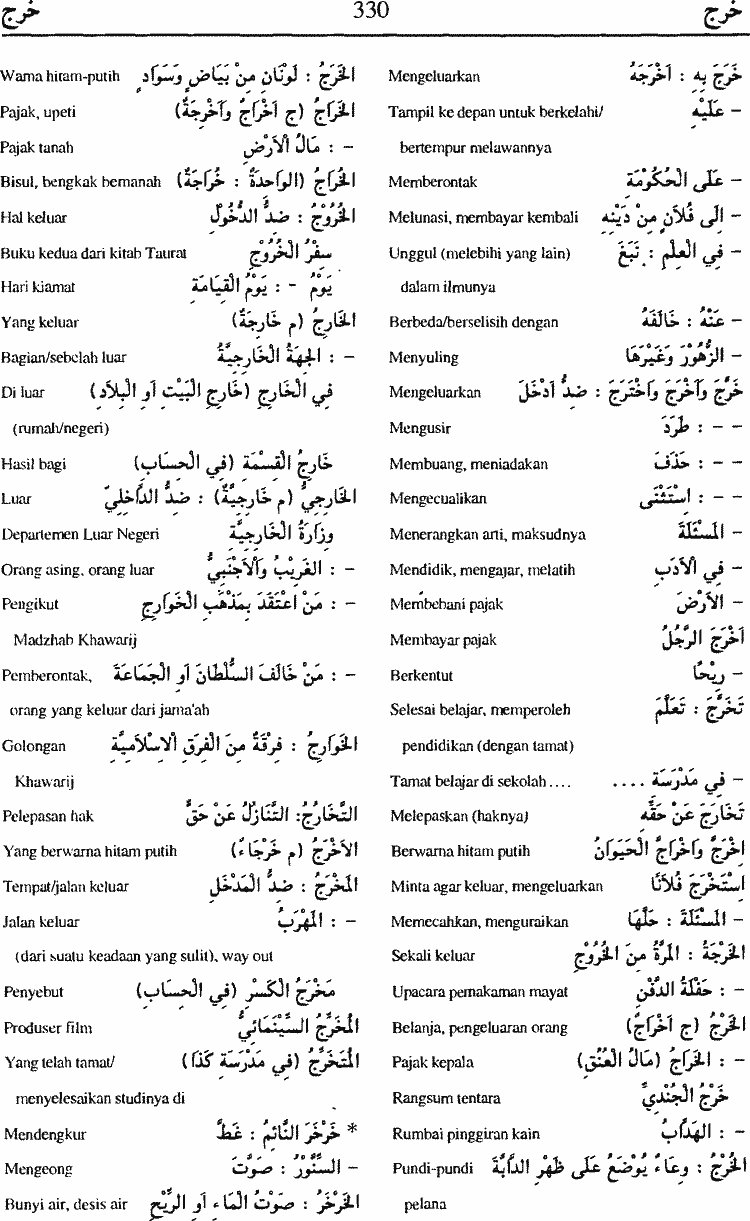 خرج 330 خرج
خَرَجَ بِهِ : أَخْرَجَهُ Mengeluarkan
– عَلَيْهِ Tampil ke depan untuk berkelahi/
bertempur melawannya
– عَلَى الْحُكُوْمَةِ Memberontak
– اِلَى فُلَانٍ مِنْ دَيْنِهِ Melunasi, membayar kembali
– فِي الْعِلْمِ : نَبَغَ Unggul (melebihi yang lain)
dalam ilmunya
– عَنْهُ : خَالَفَهُ Berbeda/berselisih dengan
– الزُّهُوْرَ وَغَيْرَهَا Menyuling
خَرَّجَ وَاَخْرَجَ وَاخْتَرَجَ : ضِدُّ اَدْخَلَ Mengeluarkan
– – : طَرَدَ Mengusir
– – : حَذَفَ Membuang, meniadakan
– – : اسْتَثْنَى Mengecualikan
– الْمَسْئَلَةَ Menerangkan arti, maksudnya
– فِي الْاَدَبِ Mendidik, mengajar, melatih
– الْاَرْضَ Membebani pajak
اَخْرَجَ الرَّجُلُ Membayar pajak
– رِيْحًا Berkentut
تَخَرَّجَ : تَعَلَّمَ Selesai belajar, memperoleh
pendidikan (dengan tamat)
– فِي مَدْرَسَةِ .... Tamat belajar di sekolah ....
تَخَارَجَ عَنْ حَقِّهِ Melepaskan (haknya)
اخْرَجَّ وَاخْرَاجَّ الْحَيَوَانُ Berwarna hitam putih
اسْتَخْرَجَ فُلَانًا Minta agar keluar, mengeluarkan
– الْمَسْئَلَةَ : حَلَّهَا Memecahkan, menguraikan
الْخَرْجَةُ : الْمَرَّةُ مِنَ الْخُرُوْجِ Sekali keluar
– : حَفْلَةُ الدَّفْنِ Upacara pemakaman mayat
الْخَرْجُ (ج اَخْرَاجٌ) Belanja, pengeluaran orang
– : الْخَرَاجُ (مَالُ الْعُنُقِ) Pajak kepala
خَرْجُ الْجُنْدِيِّ Rangsum tentara
– : الْهَدَّابُ Rumbai pinggiran kain
الْخُرْجُ : وِعَاءٌ يُوْضَعُ عَلَى ظَهْرِ الدَّابَّةِ Pundi-pundi
pelana
الْخَرَجُ : لَوْنَانِ مِنْ بَيَاضٍ وَسَوَادٍ Warna hitam-putih
الْخَرَاجُ (ج اَخْرَاجٌ وَاَخْرِجَةٌ) Pajak, upeti
– : مَالُ الْاَرْضِ Pajak tanah
الْخُرَاجُ (الْوَاحِدَةُ : خُرَاجَةٌ) Bisul, bengkak bernanah
الْخُرُوْجُ : ضِدُّ الدُّخُوْلِ Hal keluar
سِفْرُ الْخُرُوْجِ Buku kedua dari kitab Taurat
يَوْمُ – : يَوْمُ الْقِيَامَةِ Hari kiamat
الْخَارِجُ (م خَارِجَةٌ) Yang keluar
– : الْجِهَةُ الْخَارِجِيَّةُ Bagian/sebelah luar
فِي الْخَارِجِ (خَارِجِ الْبَيْتِ اَوِ الْبِلَادِ) Di luar
(rumah/negeri)
خَارِجُ الْقِسْمَةِ (فِي الْحِسَابِ) Hasil bagi
الْخَارِجِيُّ (م خَارِجِيَّةٌ) : ضِدُّ الدَّاخِلِيِّ Luar
وِزَارَةُ الْخَارِجِيَّةِ Departemen Luar Negeri
– : الْغَرِيْبُ وَالْاَجْنَبِيُّ Orang asing, orang luar
– : مَنْ اعْتَقَدَ بِمَذْهَبِ الْخَوَارِجِ Pengikut
Madzhab Khawarij
– : مَنْ خَالَفَ السُّلْطَانَ اَوِ الْجَمَاعَةَ Pemberontak,
orang yang keluar dari jama'ah
الْخَوَارِجُ : فِرْقَةٌ مِنَ الْفِرَقِ الْاِسْلَامِيَّةِ Golongan
Khawarij
التَّخَارُجُ: التَّنَازُلُ عَنْ حَقٍّ Pelepasan hak
الْاَخْرَجُ (م خَرْجَاءُ) Yang berwarna hitam putih
الْمَخْرَجُ : ضِدُّ الْمَدْخَلِ Tempat/jalan keluar
– : الْمَهْرَبُ Jalan keluar
(dari suatu keadaan yang sulit), way out
مَخْرَجُ الْكَسْرِ (فِي الْحِسَابِ) Penyebut
الْمُخْرِجُ السِّيْنَمَائِيُّ Produser film
الْمُتَخَرِّجُ (فِي مَدْرَسَةِ كَذَا) Yang telah tamat/
menyelesaikan studinya di
* خَرْخَرَ النَّائِمُ : غَطَّ Mendengkur
– السِّنَّوْرُ : صَوَّتَ Mengeong
الْخَرْخَرُ : صَوْتُ الْمَاءِ اَوِ الرِّيْحِ Bunyi air, desis air